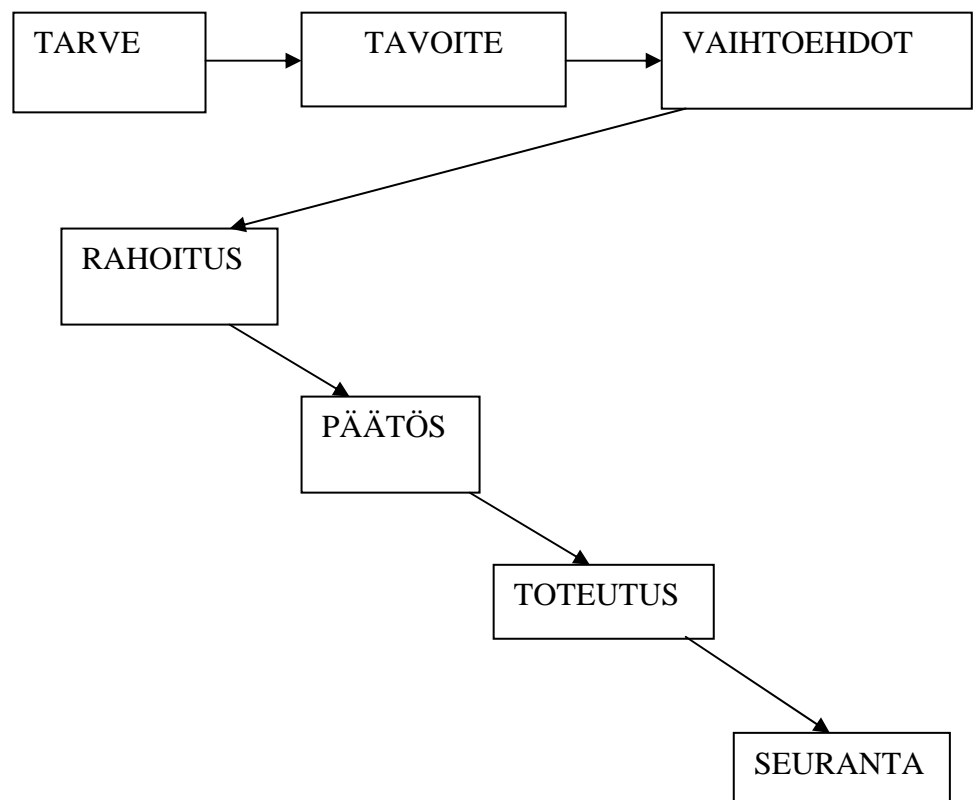 TARVE
TAVOITE
VAIHTOEHDOT
RAHOITUS
PÄÄTÖS
TOTEUTUS
SEURANTA